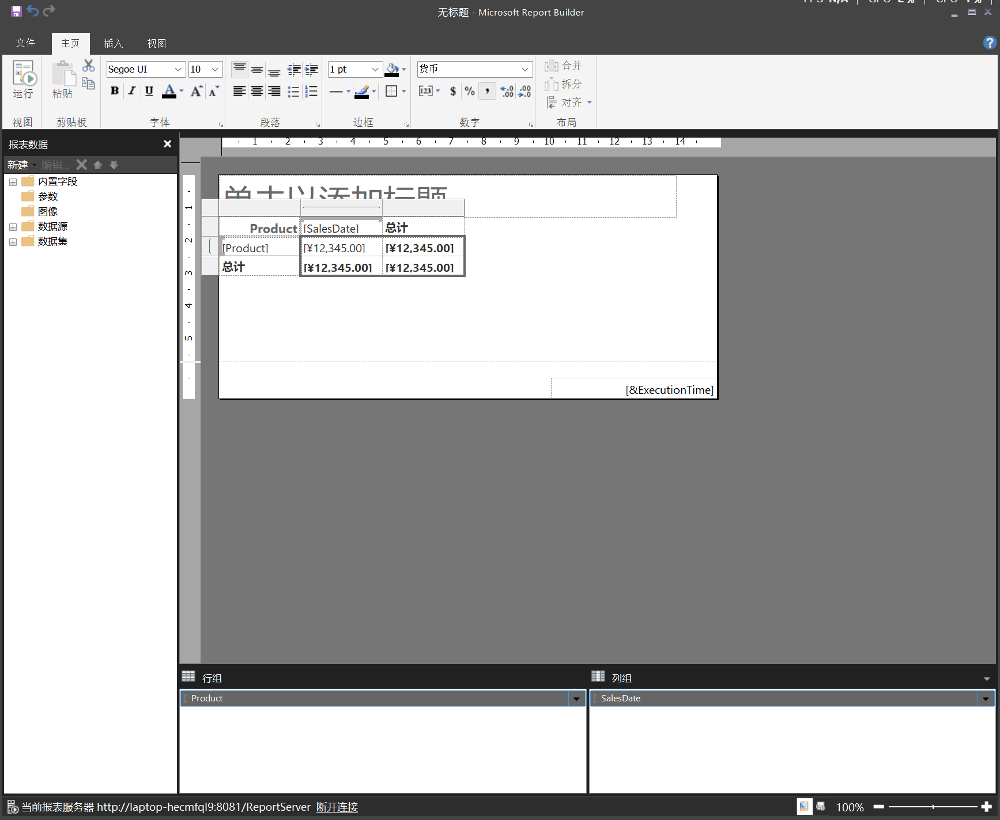 无标题 - Microsoft Report Builder
文件 主页 插入 视图
运行
视图
粘贴
剪贴板
Segoe UI 10
B I U A A A
字体
段落
1 pt
边框
货币
[123] $ % , .00 .00
数字
合并
拆分
对齐
布局
报表数据
新建 编辑...
内置字段
参数
图像
数据源
数据集
1 2 3 4 5 6 7 8 9 10 11 12 13 14
1
2
3
4
5
单击以添加标题
Product [SalesDate] 总计
[Product] [¥12,345.00] [¥12,345.00]
总计 [¥12,345.00] [¥12,345.00]
[&ExecutionTime]
行组
Product
列组
SalesDate
当前报表服务器 http://laptop-hecmfql9:8081/ReportServer 断开连接
100%